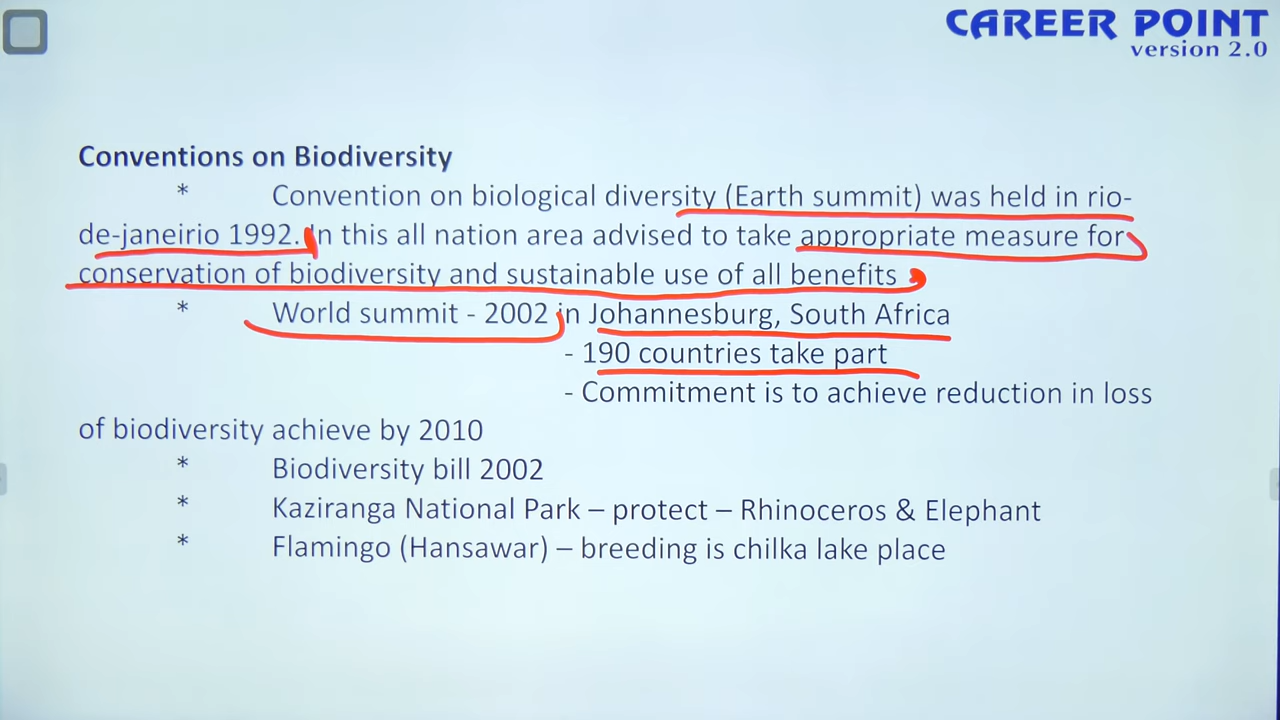 CAREER POINT
version 2.0
Conventions on Biodiversity
* Convention on biological diversity (Earth summit) was held in rio-
de-janeirio 1992. In this all nation area advised to take appropriate measure for
conservation of biodiversity and sustainable use of all benefits
* World summit - 2002 in Johannesburg, South Africa
- 190 countries take part
- Commitment is to achieve reduction in loss
of biodiversity achieve by 2010
* Biodiversity bill 2002
* Kaziranga National Park – protect – Rhinoceros & Elephant
* Flamingo (Hansawar) – breeding is chilka lake place